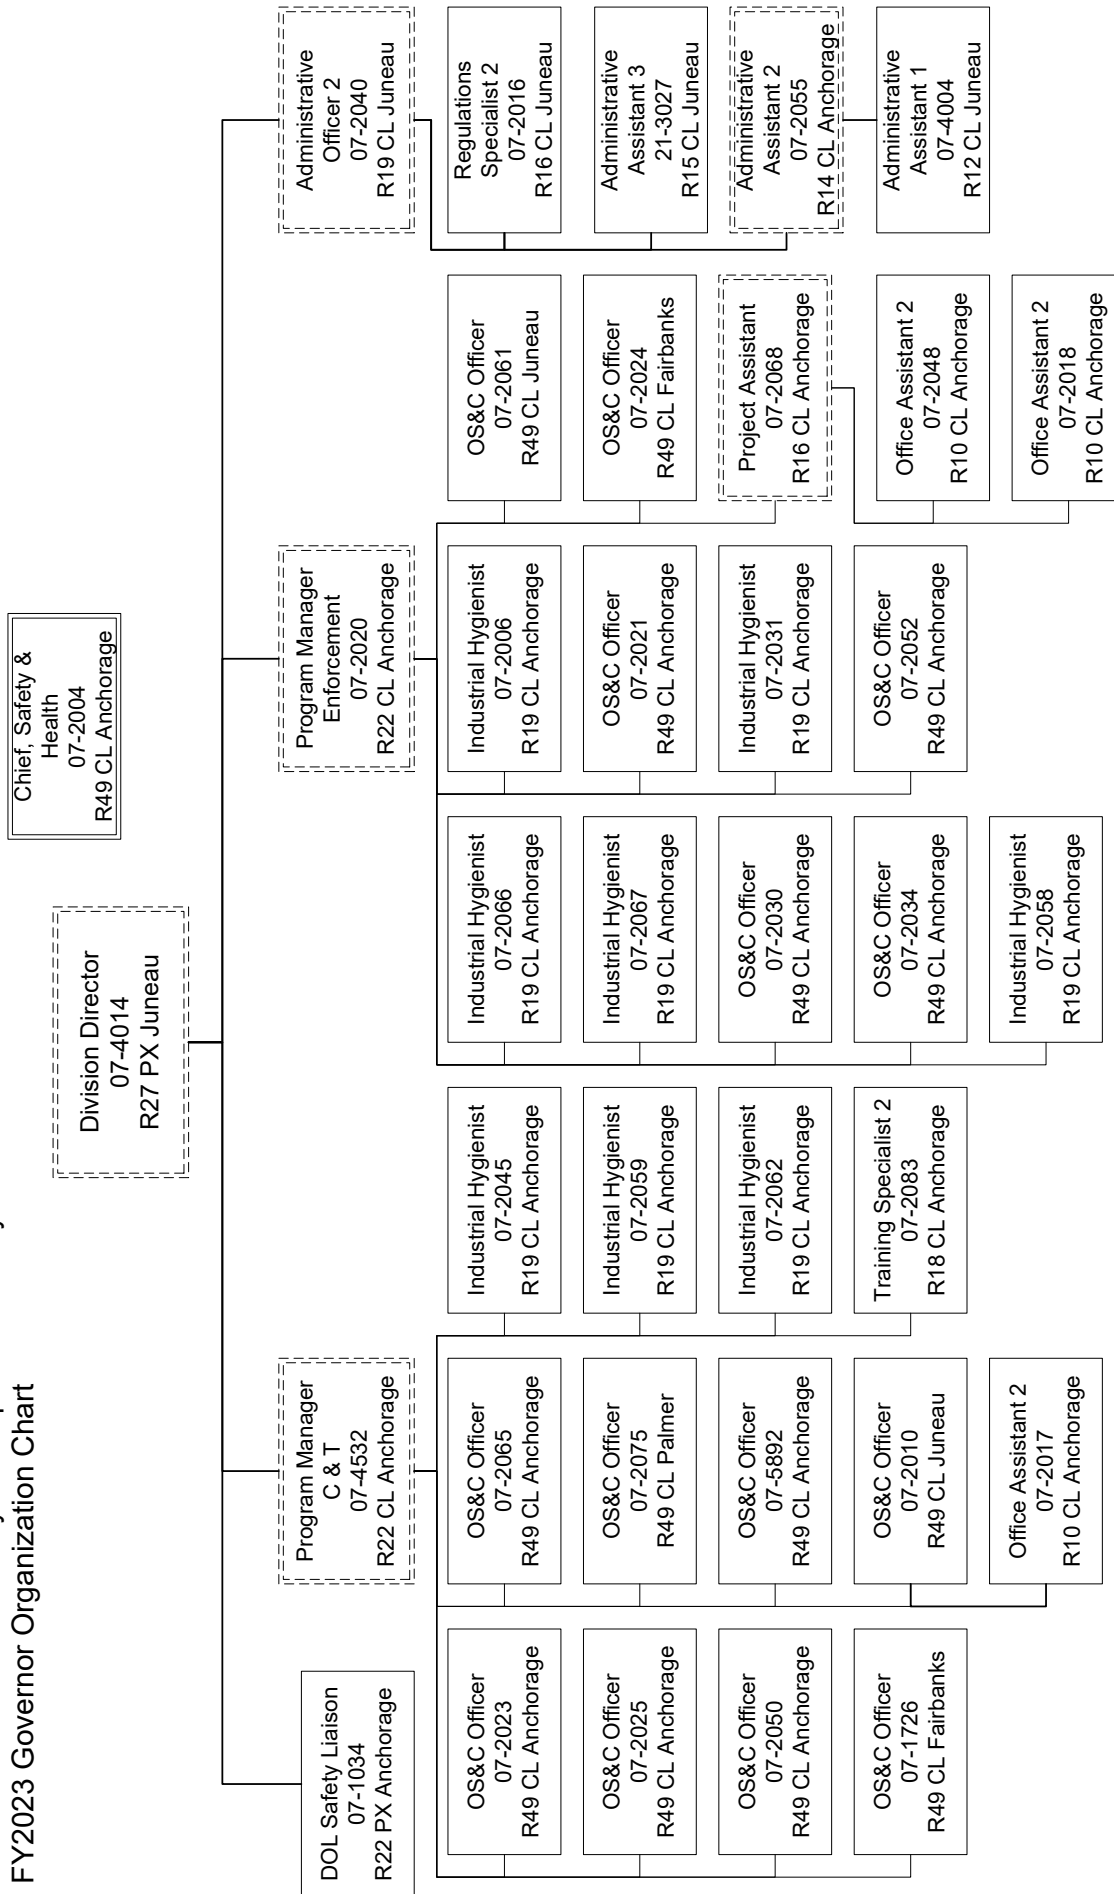 FY2023 Governor Organization Chart
Chief, Safety &
Health
07-2004
R49 CL Anchorage
Division Director
07-4014
R27 PX Juneau
DOL Safety Liaison
07-1034
R22 PX Anchorage
Program Manager
C & T
07-4532
R22 CL Anchorage
Program Manager
Enforcement
07-2020
R22 CL Anchorage
Administrative
Officer 2
07-2040
R19 CL Juneau
OS&C Officer
07-2023
R49 CL Anchorage
OS&C Officer
07-2025
R49 CL Anchorage
OS&C Officer
07-2050
R49 CL Anchorage
OS&C Officer
07-1726
R49 CL Fairbanks
OS&C Officer
07-2065
R49 CL Anchorage
OS&C Officer
07-2075
R49 CL Palmer
OS&C Officer
07-5892
R49 CL Anchorage
OS&C Officer
07-2010
R49 CL Juneau
Office Assistant 2
07-2017
R10 CL Anchorage
Industrial Hygienist
07-2045
R19 CL Anchorage
Industrial Hygienist
07-2059
R19 CL Anchorage
Industrial Hygienist
07-2062
R19 CL Anchorage
Training Specialist 2
07-2083
R18 CL Anchorage
Industrial Hygienist
07-2066
R19 CL Anchorage
Industrial Hygienist
07-2067
R19 CL Anchorage
OS&C Officer
07-2030
R49 CL Anchorage
OS&C Officer
07-2034
R49 CL Anchorage
Industrial Hygienist
07-2058
R19 CL Anchorage
Industrial Hygienist
07-2006
R19 CL Anchorage
OS&C Officer
07-2021
R49 CL Anchorage
Industrial Hygienist
07-2031
R19 CL Anchorage
OS&C Officer
07-2052
R49 CL Anchorage
OS&C Officer
07-2061
R49 CL Juneau
OS&C Officer
07-2024
R49 CL Fairbanks
Project Assistant
07-2068
R16 CL Anchorage
Office Assistant 2
07-2048
R10 CL Anchorage
Office Assistant 2
07-2018
R10 CL Anchorage
Regulations
Specialist 2
07-2016
R16 CL Juneau
Administrative
Assistant 3
21-3027
R15 CL Juneau
Administrative
Assistant 2
07-2055
R14 CL Anchorage
Administrative
Assistant 1
07-4004
R12 CL Juneau